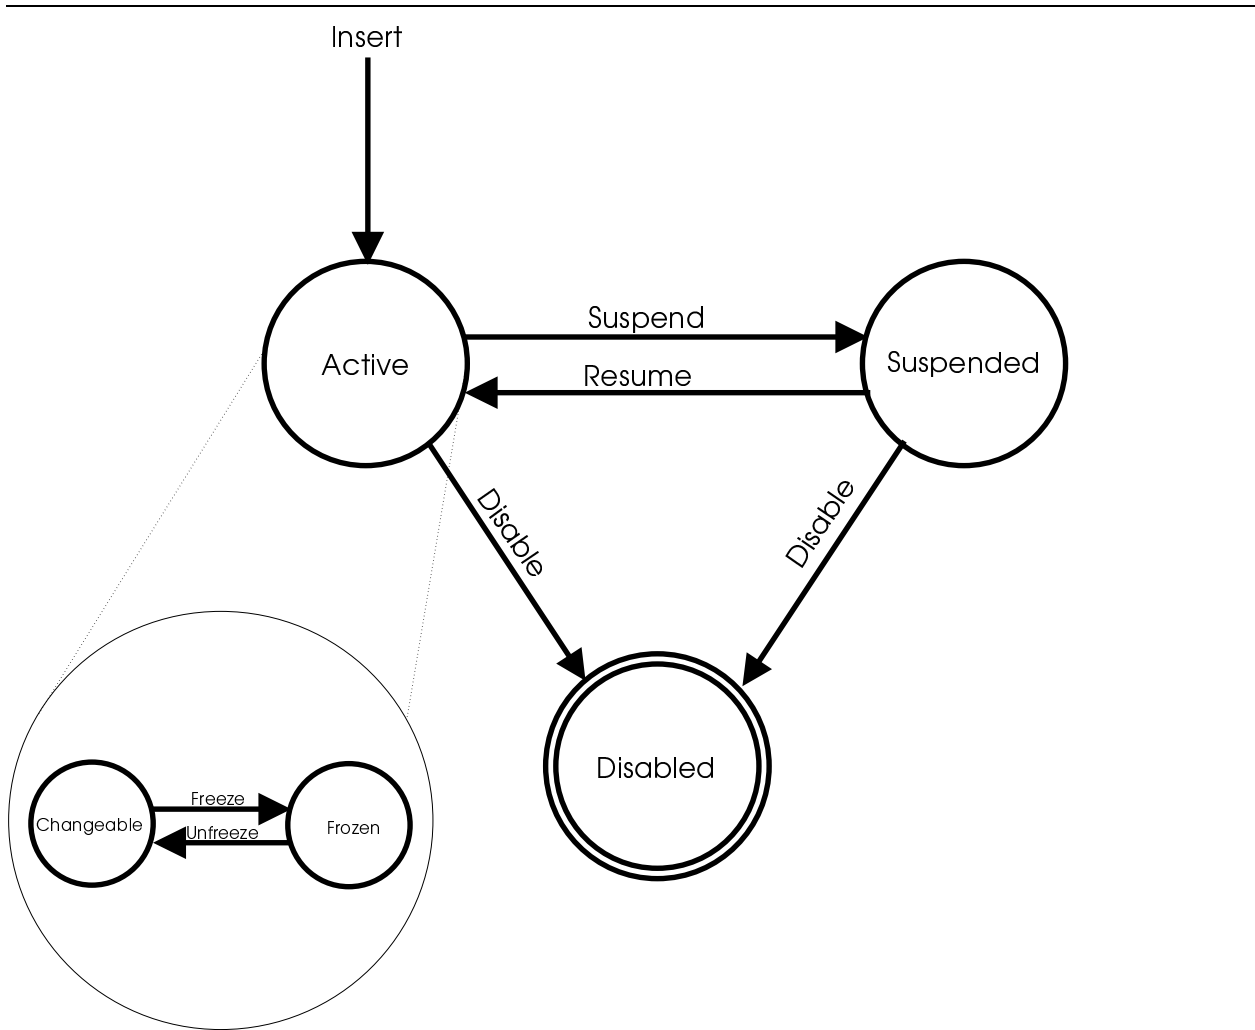 Insert
Suspend
Active
Suspended
Resume
Disable
Disable
Disabled
Freeze
Changeable
Frozen
Unfreeze